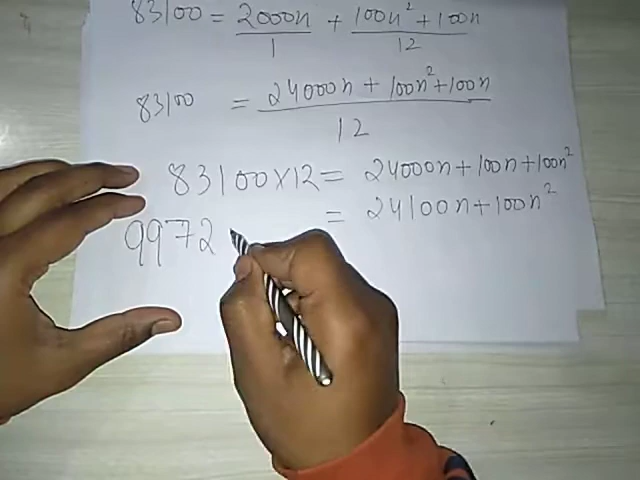 83100 = 2000n/1 + 100n² + 100n/12
83100 = 24000n + 100n² + 100n/12
83100 x 12 = 24000n + 100n + 100n²
9972 = 24100n + 100n²